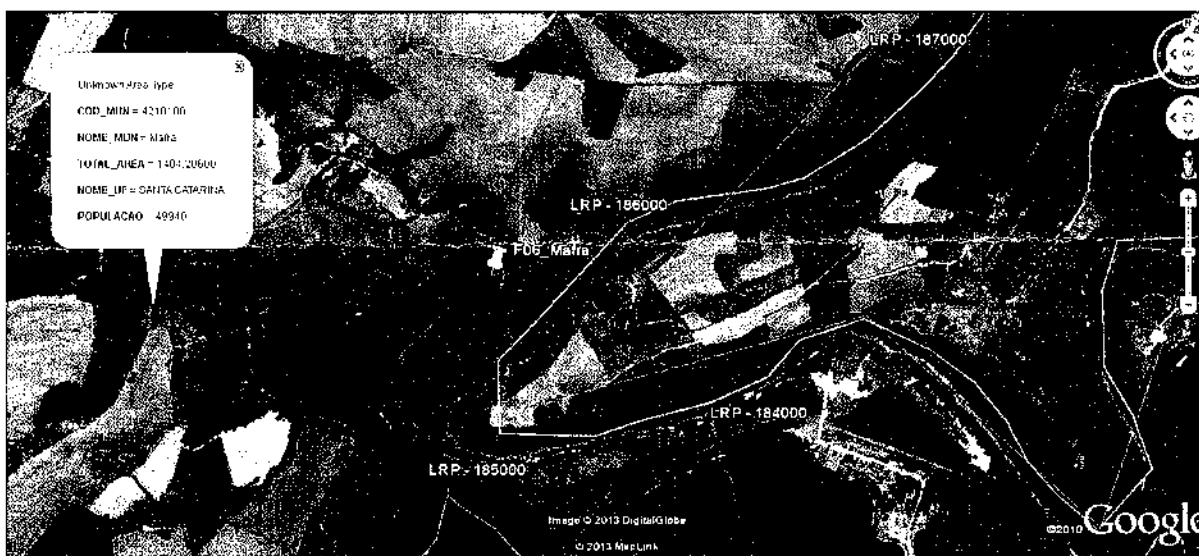 Unknown Area Type
COD_MUN = 4210100
NOME_MUN = Mafra
TOTAL_AREA = 1404.20600
NOME_UF = SANTA CATARINA
POPULACAO 49940
LRP - 187000
LRP - 186000
F06_Mafra
LRP - 184000
LRP - 185000
Image © 2013 DigitalGlobe
© 2013 MapLink
©2010 Google